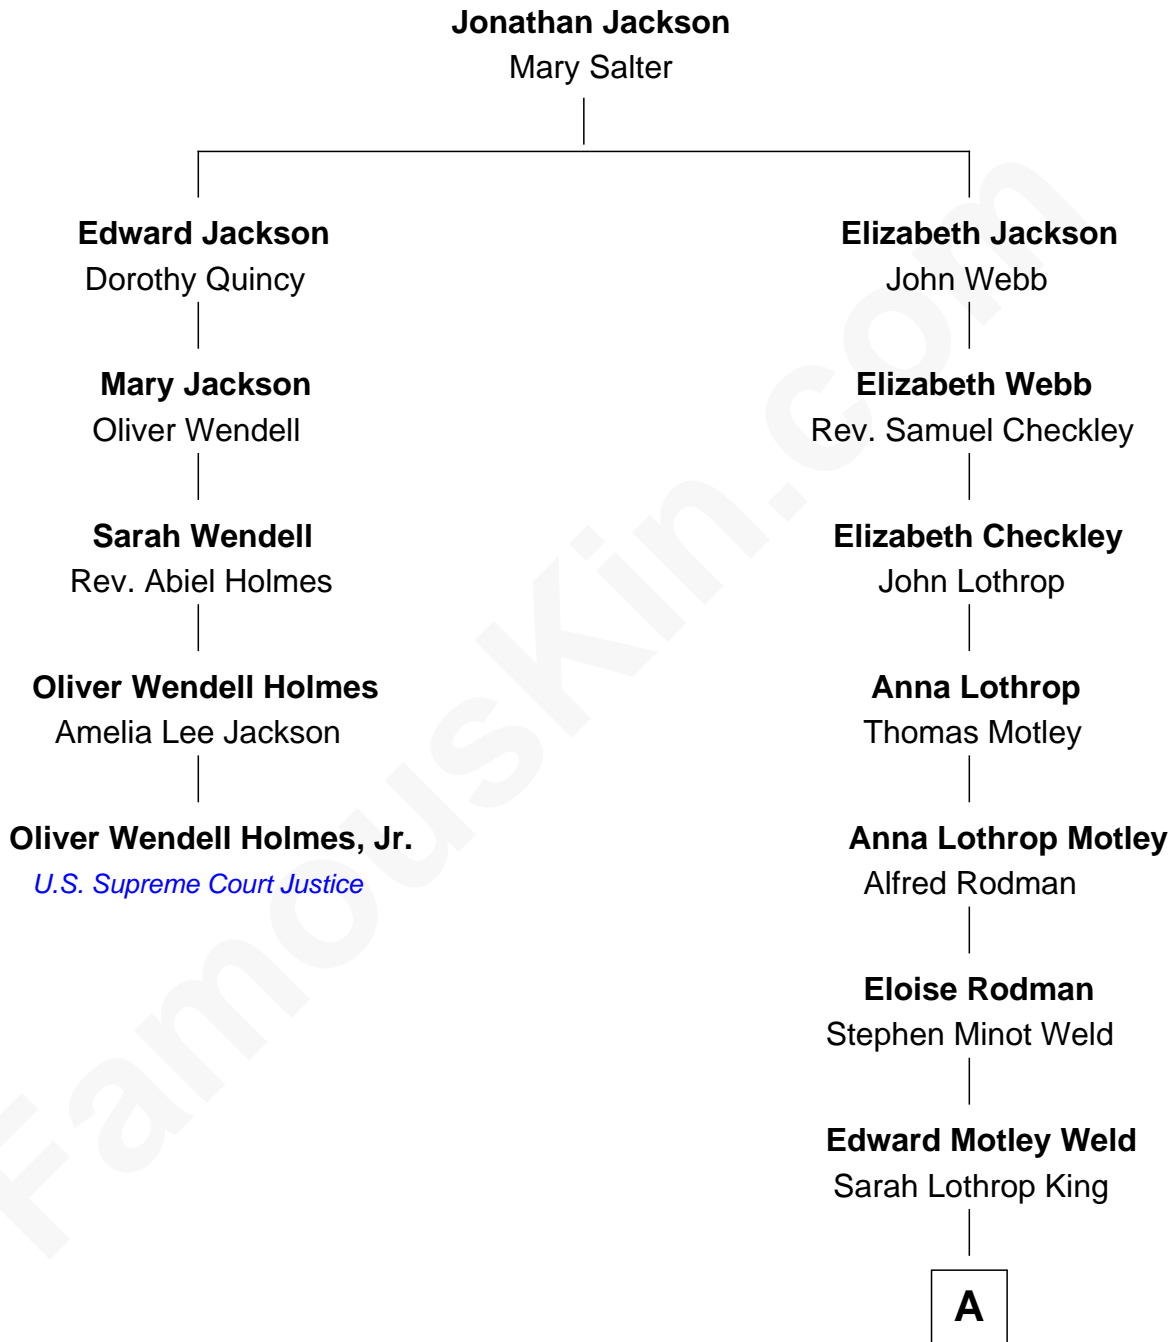 Jonathan Jackson
Mary Salter
Edward Jackson
Dorothy Quincy
Mary Jackson
Oliver Wendell
Sarah Wendell
Rev. Abiel Holmes
Oliver Wendell Holmes
Amelia Lee Jackson
Oliver Wendell Holmes, Jr.
U.S. Supreme Court Justice
Elizabeth Jackson
John Webb
Elizabeth Webb
Rev. Samuel Checkley
Elizabeth Checkley
John Lothrop
Anna Lothrop
Thomas Motley
Anna Lothrop Motley
Alfred Rodman
Eloise Rodman
Stephen Minot Weld
Edward Motley Weld
Sarah Lothrop King
A
FamousKin.com